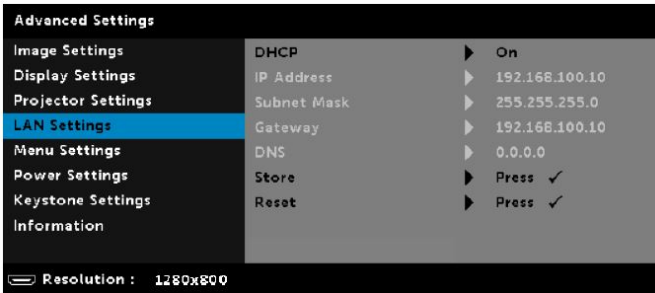 Advanced Settings
Image Settings
Display Settings
Projector Settings
LAN Settings
Menu Settings
Power Settings
Keystone Settings
Information
DHCP On
IP Address 192.168.100.10
Subnet Mask 255.255.255.0
Gateway 192.168.100.10
DNS 0.0.0.0
Store Press ✓
Reset Press ✓
Resolution : 1280x800